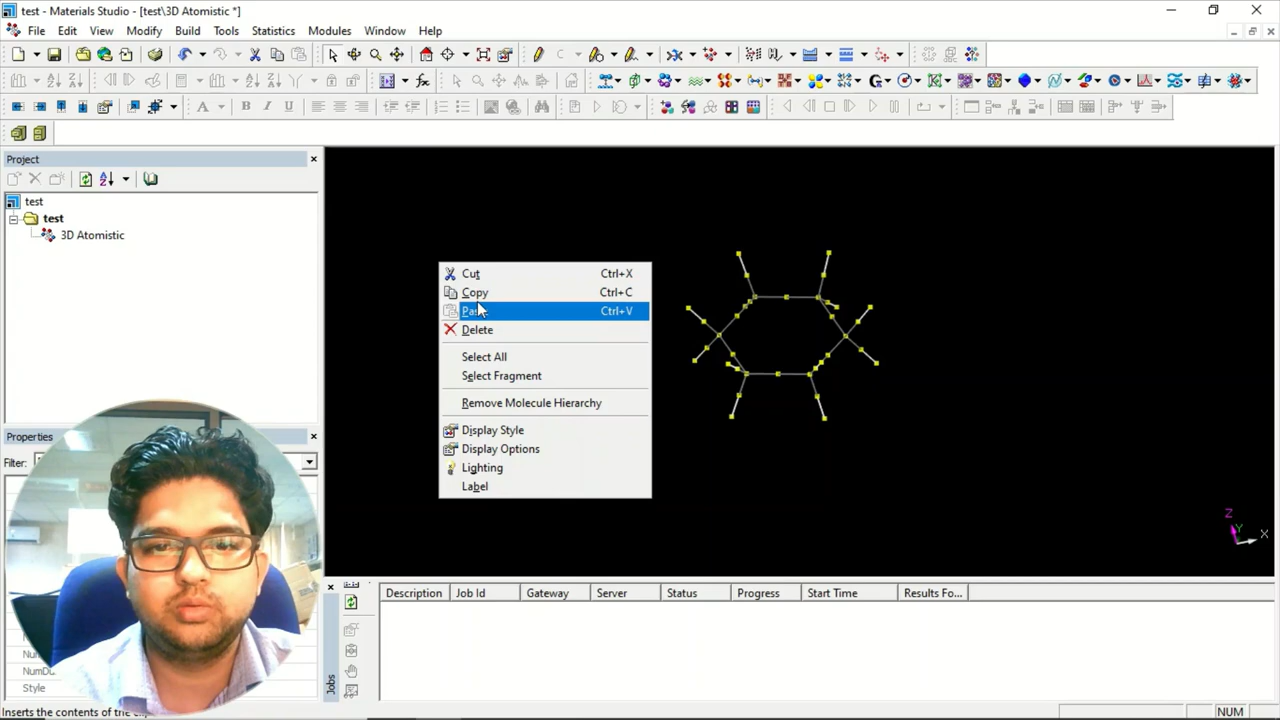 test - Materials Studio - [test\3D Atomistic *]
File Edit View Modify Build Tools Statistics Modules Window Help
Project
test
test
3D Atomistic
Cut Ctrl+X
Copy Ctrl+C
Ctrl+V
Delete
Select All
Select Fragment
Remove Molecule Hierarchy
Display Style
Display Options
Lighting
Label
Properties
Filter:
Style
Z
Y
X
Jobs
Description Job Id Gateway Server Status Progress Start Time Results Fo...
Inserts the contents of the
NUM